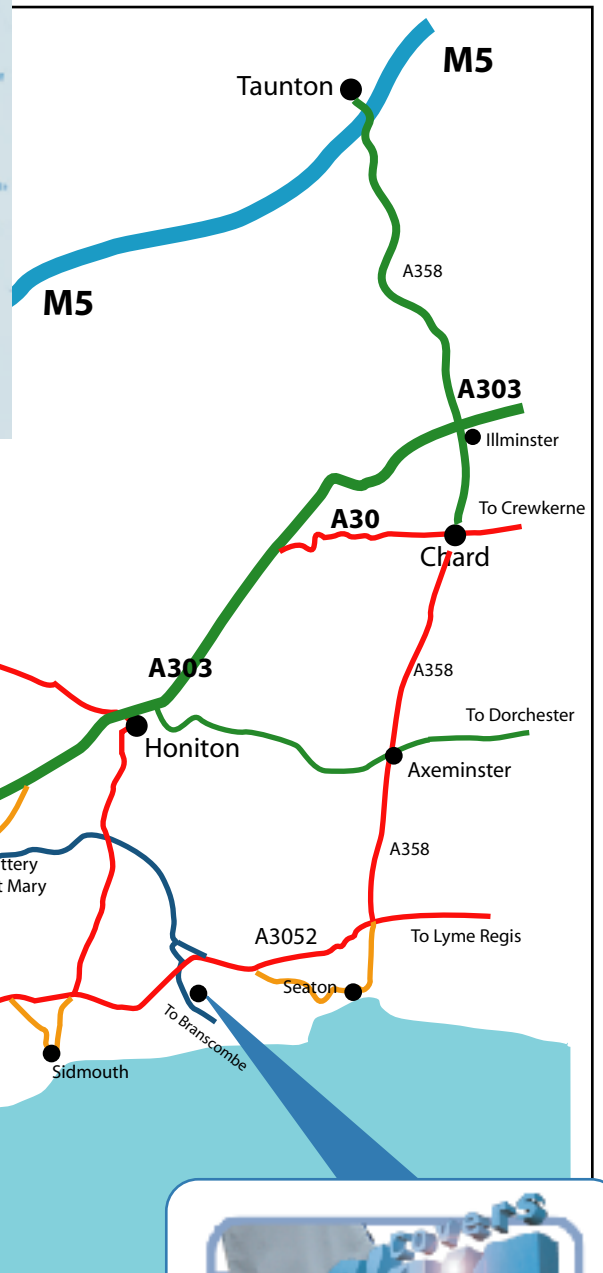 M5
Taunton
A358
M5
A303
Illminster
To Crewkerne
A30
Chard
A303
A358
To Dorchester
Honiton
Axeminster
A358
ttery
t Mary
A3052
To Lyme Regis
Seaton
To Branscombe
Sidmouth
covers